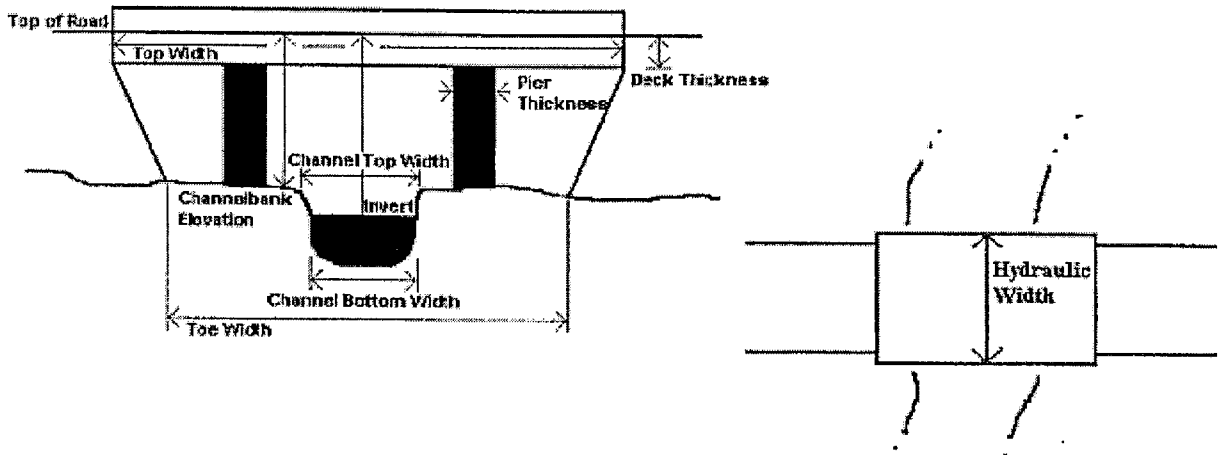 Top of Road
Top Width
Deck Thickness
Pier
Thickness
Channel Top Width
Channelbank
Elevation
Invert
Channel Bottom Width
Toe Width
Hydraulic
Width